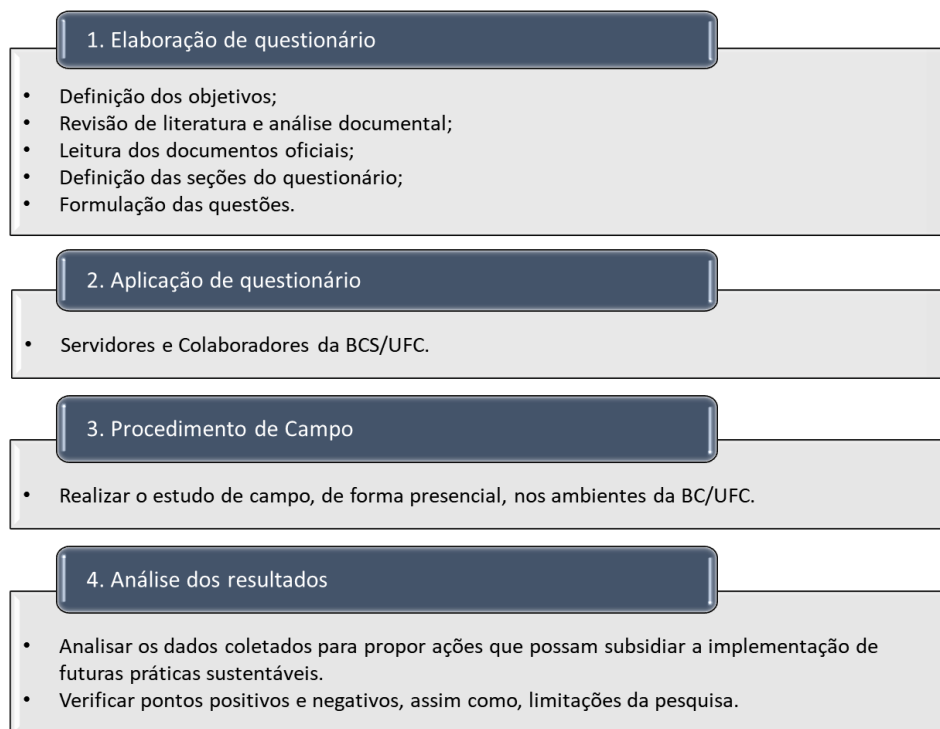 1. Elaboração de questionário
• Definição dos objetivos;
• Revisão de literatura e análise documental;
• Leitura dos documentos oficiais;
• Definição das seções do questionário;
• Formulação das questões.
2. Aplicação de questionário
• Servidores e Colaboradores da BCS/UFC.
3. Procedimento de Campo
• Realizar o estudo de campo, de forma presencial, nos ambientes da BC/UFC.
4. Análise dos resultados
• Analisar os dados coletados para propor ações que possam subsidiar a implementação de
futuras práticas sustentáveis.
• Verificar pontos positivos e negativos, assim como, limitações da pesquisa.